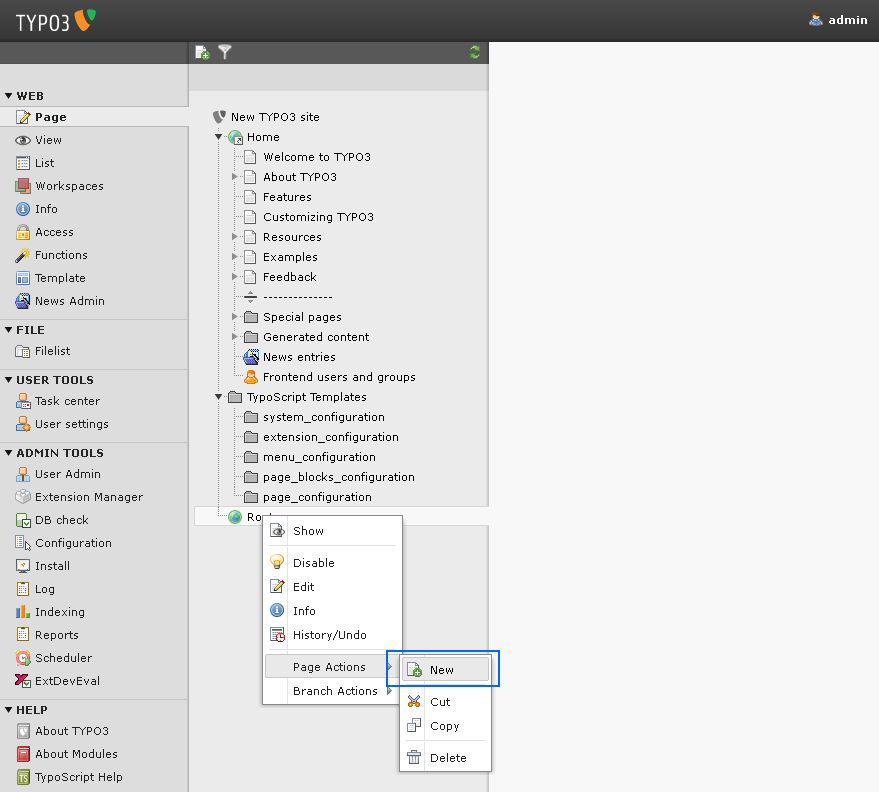 TYPO3
admin
WEB
Page
View
List
Workspaces
Info
Access
Functions
Template
News Admin
FILE
Filelist
USER TOOLS
Task center
User settings
ADMIN TOOLS
User Admin
Extension Manager
DB check
Configuration
Install
Log
Indexing
Reports
Scheduler
ExtDevEval
HELP
About TYPO3
About Modules
TypoScript Help
New TYPO3 site
Home
Welcome to TYPO3
About TYPO3
Features
Customizing TYPO3
Resources
Examples
Feedback
--------------
Special pages
Generated content
News entries
Frontend users and groups
TypoScript Templates
system_configuration
extension_configuration
menu_configuration
page_blocks_configuration
page_configuration
Show
Disable
Edit
Info
History/Undo
Page Actions
Branch Actions
New
Cut
Copy
Delete